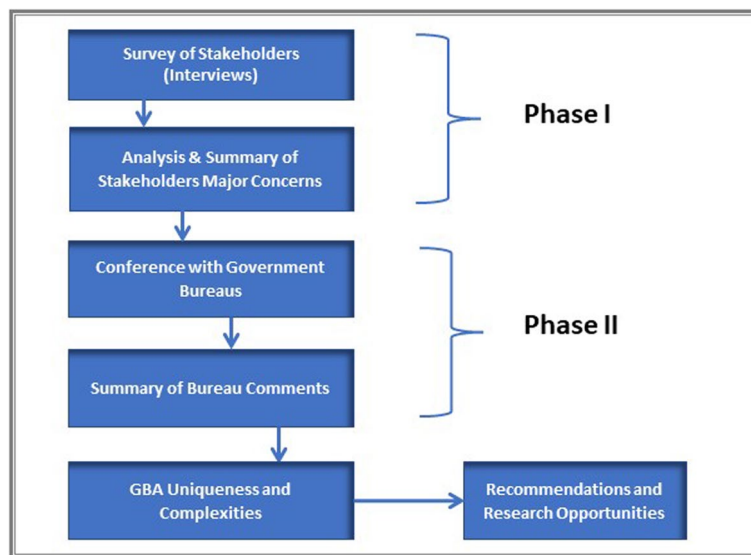 Survey of Stakeholders
(Interviews)
Phase I
Analysis & Summary of
Stakeholders Major Concerns
Conference with Government
Bureaus
Phase II
Summary of Bureau Comments
GBA Uniqueness and
Complexities
Recommendations and
Research Opportunities